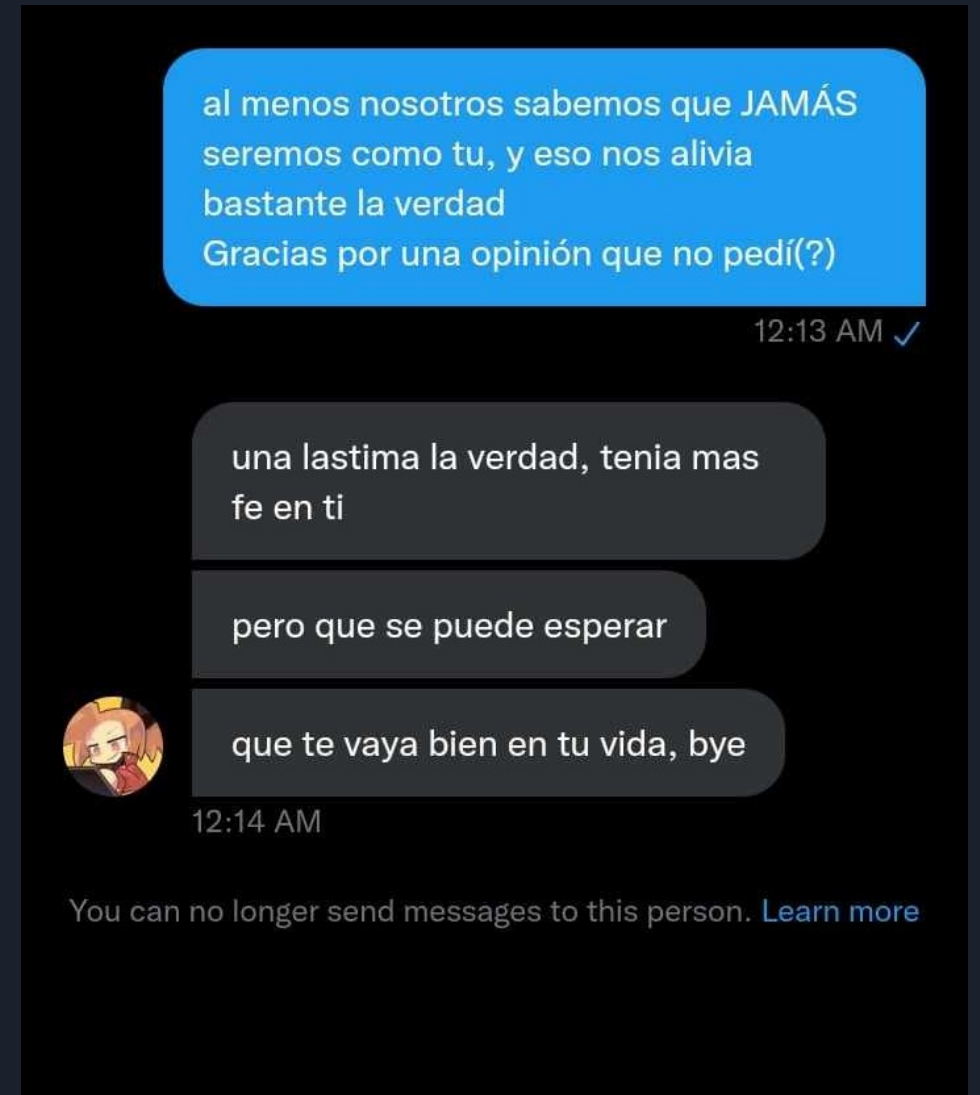 al menos nosotros sabemos que JAMÁS
seremos como tu, y eso nos alivia
bastante la verdad
Gracias por una opinión que no pedí(?)
12:13 AM
una lastima la verdad, tenia mas
fe en ti
pero que se puede esperar
que te vaya bien en tu vida, bye
12:14 AM
You can no longer send messages to this person. Learn more